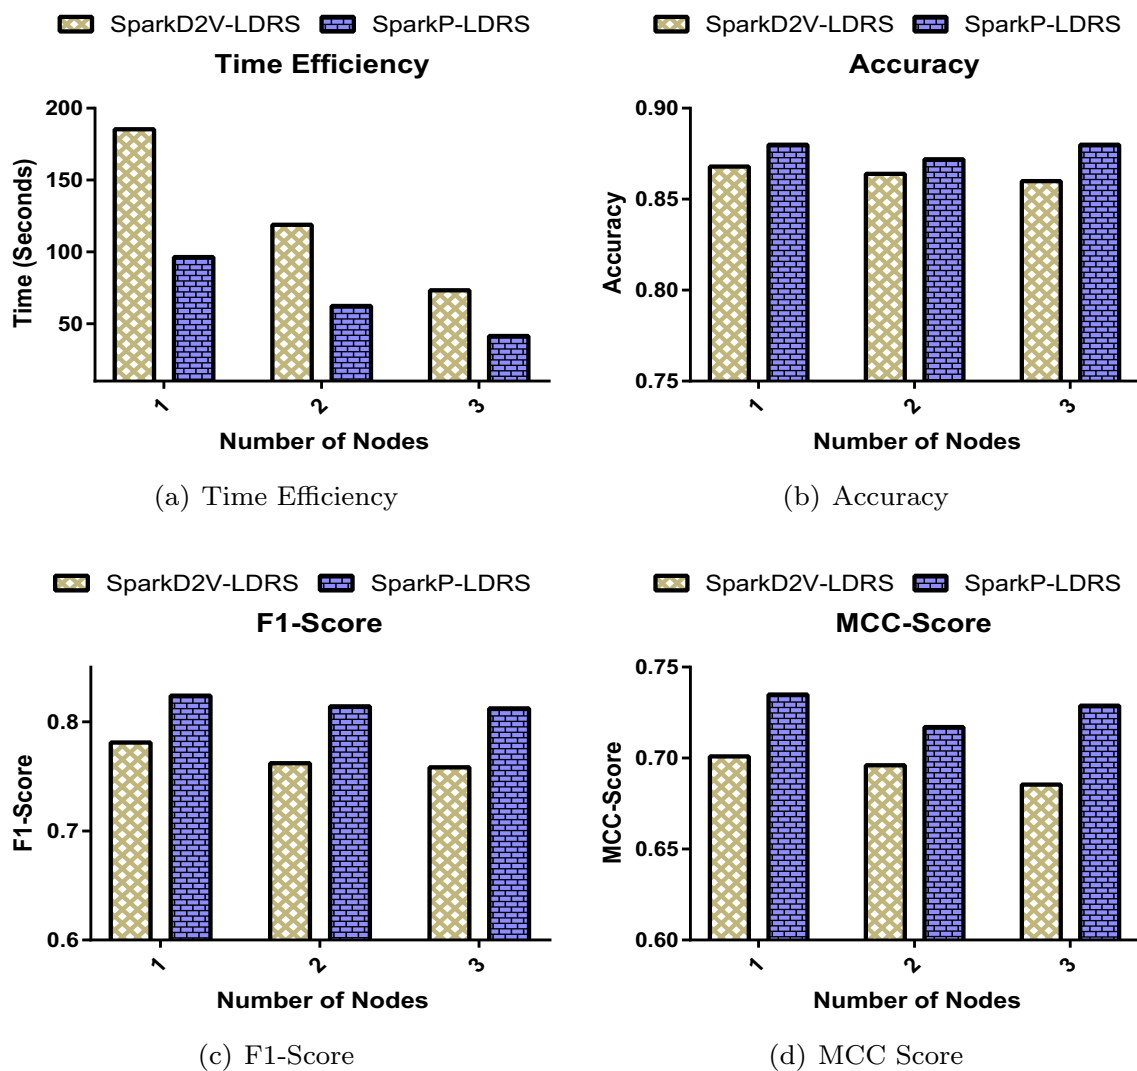 SparkD2V-LDRS SparkP-LDRS
Time Efficiency
200
150
100
50
Time (Seconds)
1 2 3
Number of Nodes
(a) Time Efficiency
SparkD2V-LDRS SparkP-LDRS
Accuracy
0.90
0.85
0.80
0.75
Accuracy
1 2 3
Number of Nodes
(b) Accuracy
SparkD2V-LDRS SparkP-LDRS
F1-Score
0.8
0.7
0.6
F1-Score
1 2 3
Number of Nodes
(c) F1-Score
SparkD2V-LDRS SparkP-LDRS
MCC-Score
0.75
0.70
0.65
0.60
MCC-Score
1 2 3
Number of Nodes
(d) MCC Score